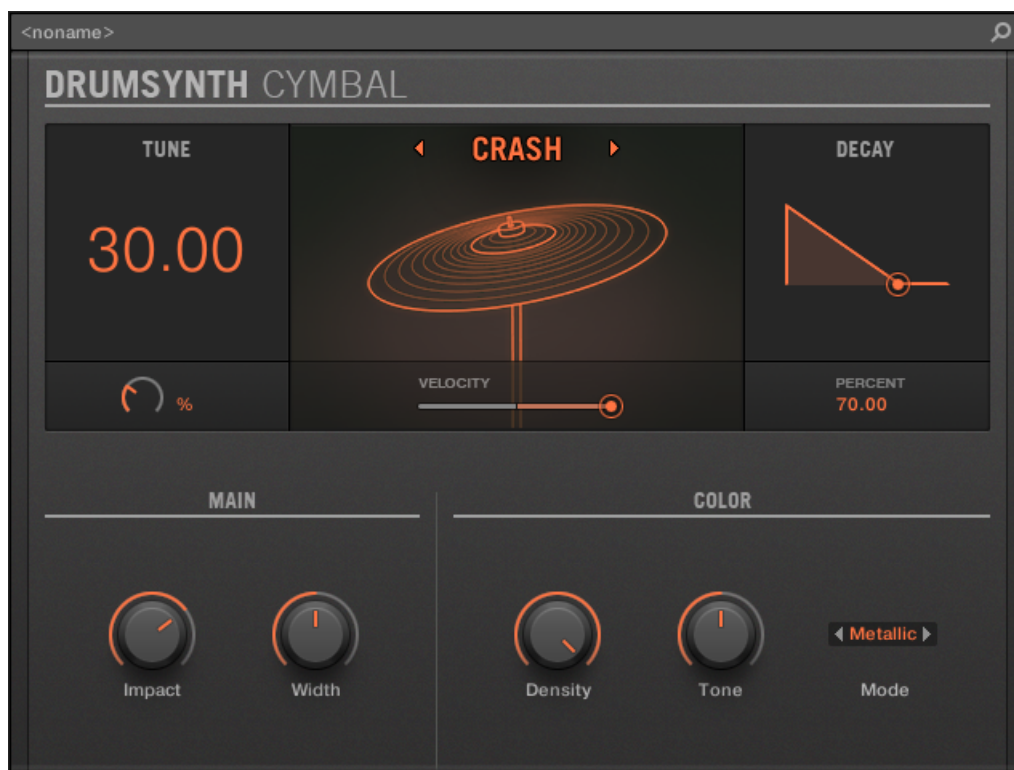 <noname>
DRUMSYNTH CYMBAL
TUNE
CRASH
DECAY
30.00
%
VELOCITY
PERCENT
70.00
MAIN
COLOR
Impact
Width
Density
Tone
Metallic
Mode